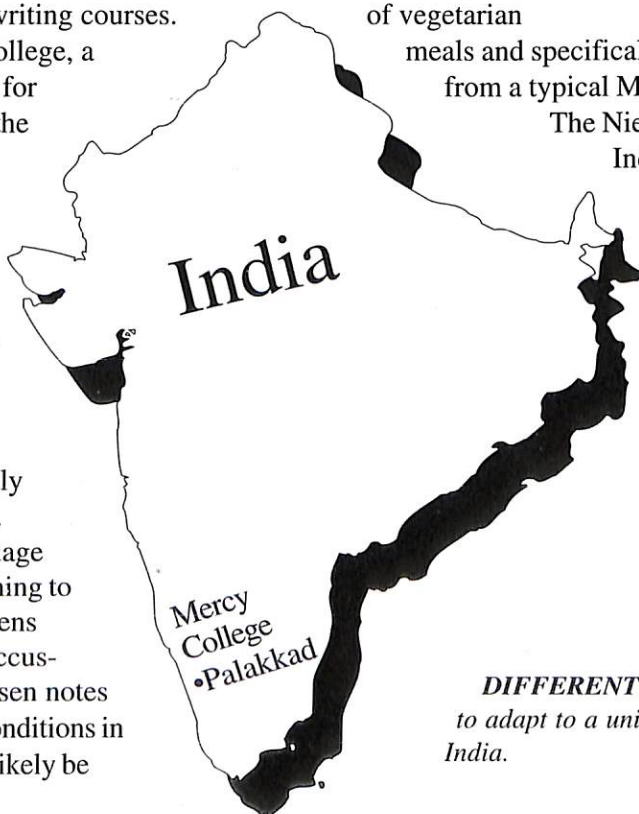 writing courses.
ollege, a
for
he
ly
age
ning to
ens
ccus-
sen notes
onditions in
ikely be
of vegetarian
meals and specifical
from a typical M
The Nie
Ind
India
Mercy
College
•Palakkad
DIFFERENT
to adapt to a uni
India.